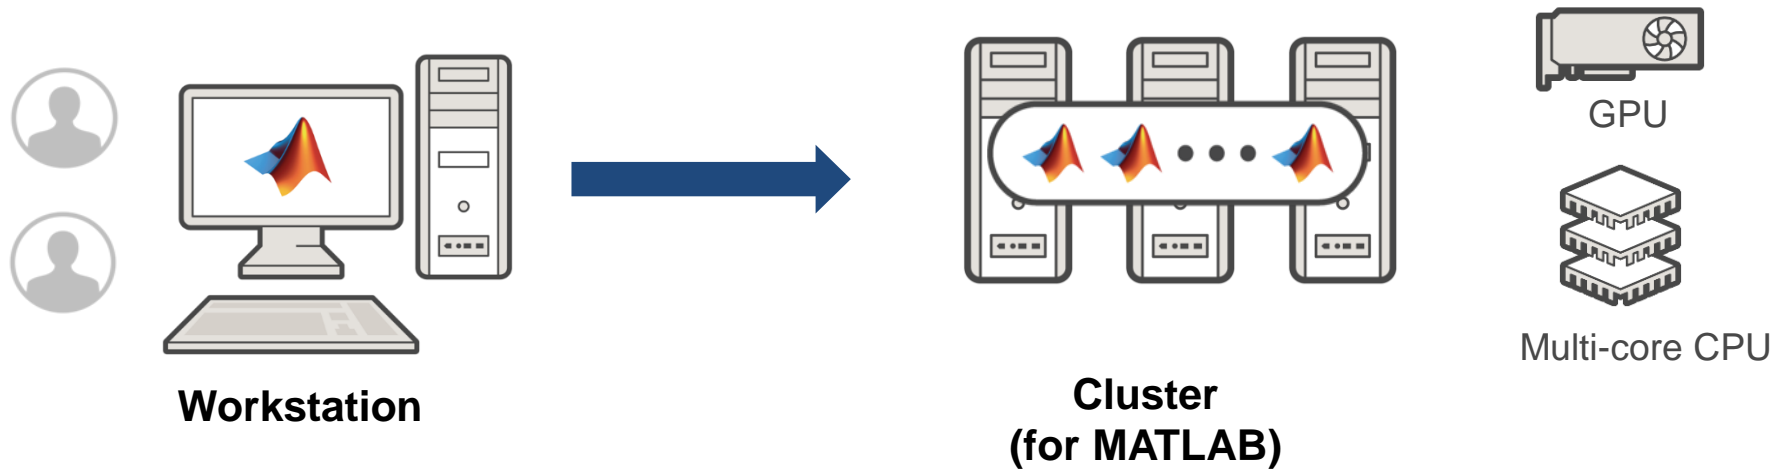 GPU
Multi-core CPU
Workstation
Cluster
(for MATLAB)